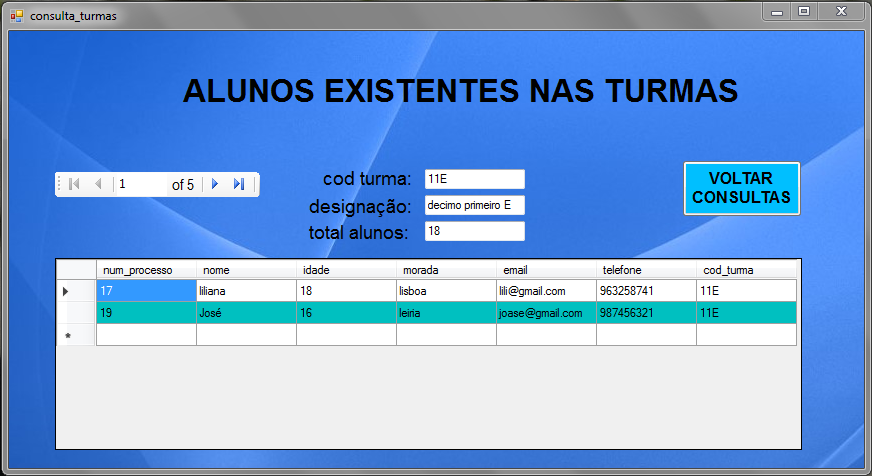 consulta_turmas
ALUNOS EXISTENTES NAS TURMAS
1 of 5
cod turma: 11E
designação: decimo primeiro E
total alunos: 18
VOLTAR
CONSULTAS
num_processo nome idade morada email telefone cod_turma
17 liliana 18 lisboa lili@gmail.com 963258741 11E
19 José 16 leiria joase@gmail.com 987456321 11E
*